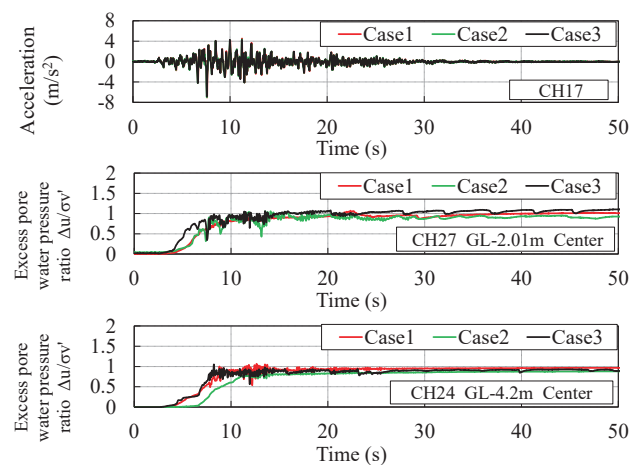 Acceleration
(m/s²)
8
4
0
-4
-8
Case1 Case2 Case3
CH17
0 10 20 30 40 50
Time (s)
Excess pore
water pressure
ratio Δu/σv'
2
1.5
1
0.5
0
Case1 Case2 Case3
CH27 GL-2.01m Center
0 10 20 30 40 50
Time (s)
Excess pore
water pressure
ratio Δu/σv'
2
1.5
1
0.5
0
Case1 Case2 Case3
CH24 GL-4.2m Center
0 10 20 30 40 50
Time (s)